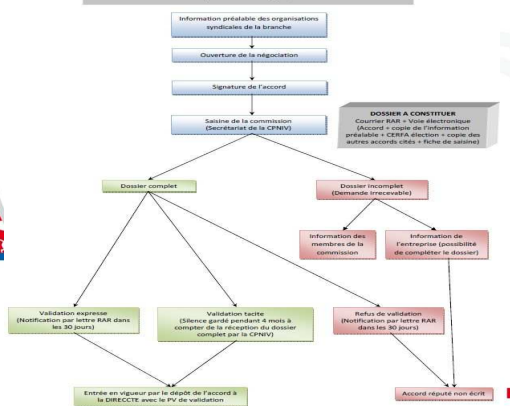 Information préalable des organisations
syndicales de la branche
Ouverture de la négociation
Signature de l'accord
Saisine de la commission
(Secrétariat de la CPNIV)
DOSSIER A CONSTITUER
Courrier RAR + Voie électronique
(Accord + copie de l'information
préalable + CERFA élection + copie des
autres accords cités + fiche de saisine)
Dossier complet
Dossier incomplet
(Demande irrecevable)
Information des
membres de la
commission
Information de
l'entreprise (possibilité
de compléter le dossier)
Validation expresse
(Notification par lettre RAR dans
les 30 jours)
Validation tacite
(Silence gardé pendant 4 mois à
compter de la réception du dossier
complet par la CPNIV)
Refus de validation
(Notification par lettre RAR
dans les 30 jours)
Entrée en vigueur par le dépôt de l'accord à
la DIRECCTE avec le PV de validation
Accord réputé non écrit